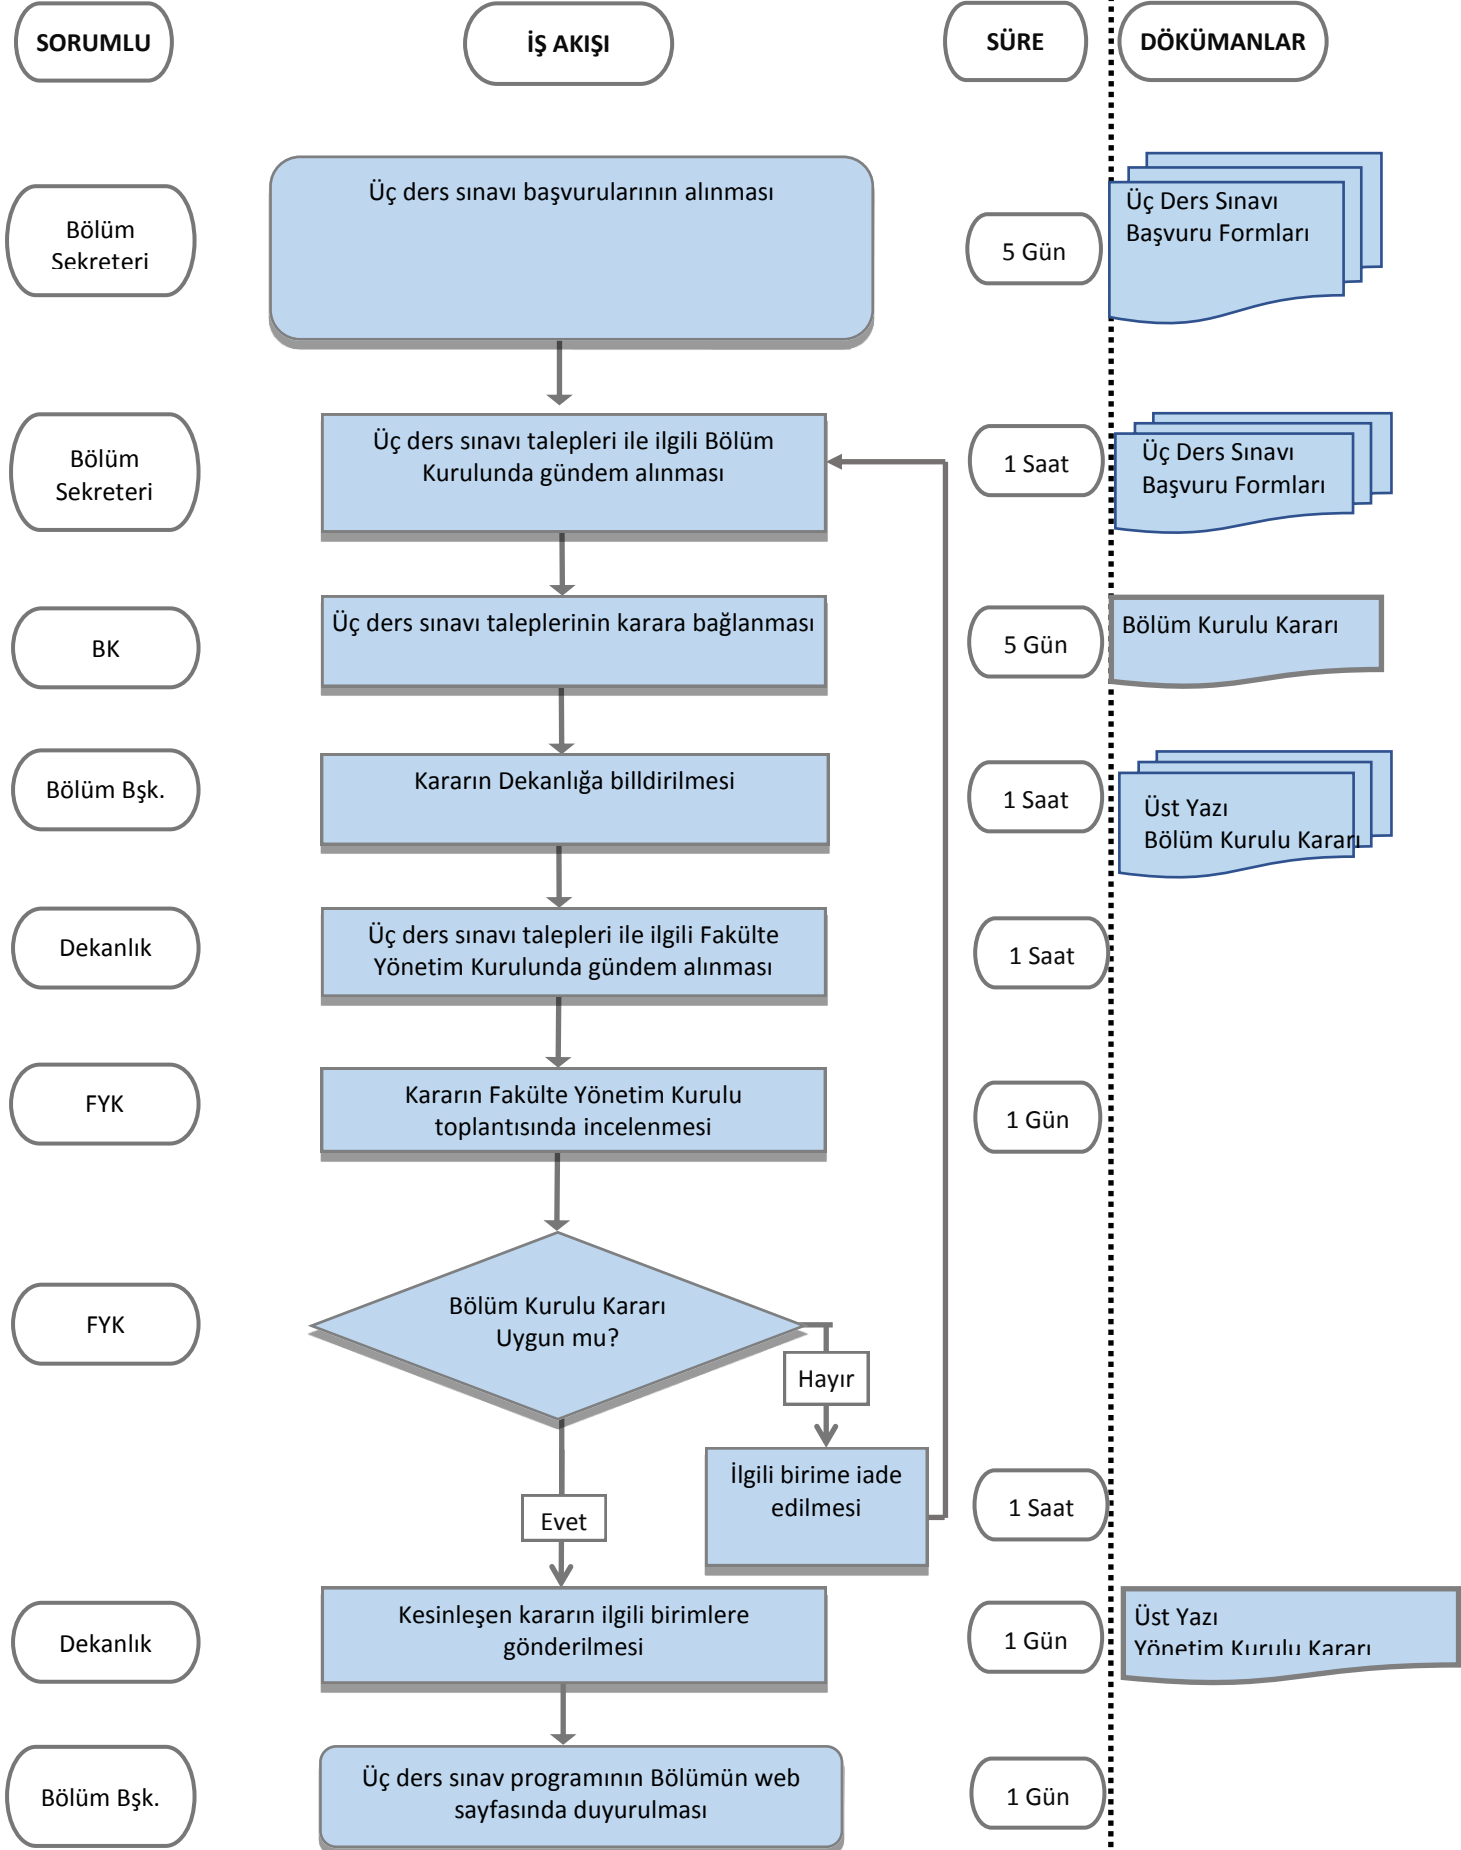 SORUMLU
İŞ AKIŞI
SÜRE
DÖKÜMANLAR
Bölüm
Sekreteri
Üç ders sınavı başvurularının alınması
5 Gün
Üç Ders Sınavı
Başvuru Formları
Bölüm
Sekreteri
Üç ders sınavı talepleri ile ilgili Bölüm
Kurulunda gündem alınması
1 Saat
Üç Ders Sınavı
Başvuru Formları
BK
Üç ders sınavı taleplerinin karara bağlanması
5 Gün
Bölüm Kurulu Kararı
Bölüm Bşk.
Kararın Dekanlığa billdirilmesi
1 Saat
Üst Yazı
Bölüm Kurulu Kararı
Dekanlık
Üç ders sınavı talepleri ile ilgili Fakülte
Yönetim Kurulunda gündem alınması
1 Saat
FYK
Kararın Fakülte Yönetim Kurulu
toplantısında incelenmesi
1 Gün
FYK
Bölüm Kurulu Kararı
Uygun mu?
Hayır
İlgili birime iade
edilmesi
1 Saat
Evet
Dekanlık
Kesinleşen kararın ilgili birimlere
gönderilmesi
1 Gün
Üst Yazı
Yönetim Kurulu Kararı
Bölüm Bşk.
Üç ders sınav programının Bölümün web
sayfasında duyurulması
1 Gün